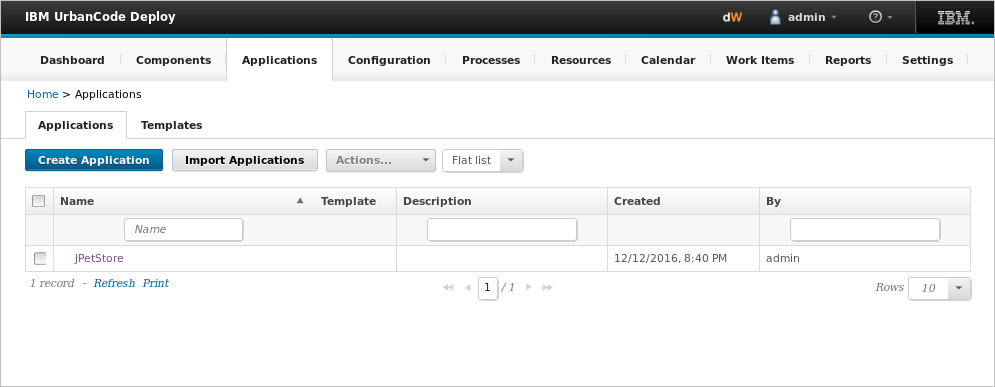 IBM UrbanCode Deploy dW admin ? IBM
Dashboard Components Applications Configuration Processes Resources Calendar Work Items Reports Settings
Home > Applications
Applications Templates
Create Application Import Applications Actions... Flat list
Name Template Description Created By
Name
JPetStore 12/12/2016, 8:40 PM admin
1 record - Refresh Print 1 / 1 Rows 10